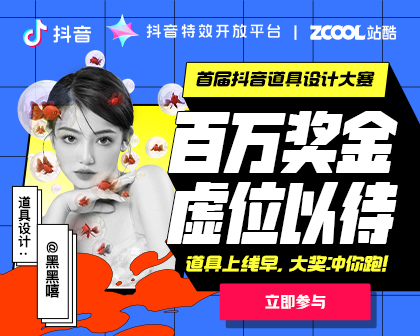 抖音 抖音特效开放平台 | ZCOOL站酷
首届抖音道具设计大赛
百万奖金
虚位以待
道具上线早，大奖冲你跑！
道具设计：
@黑黑嘻
立即参与